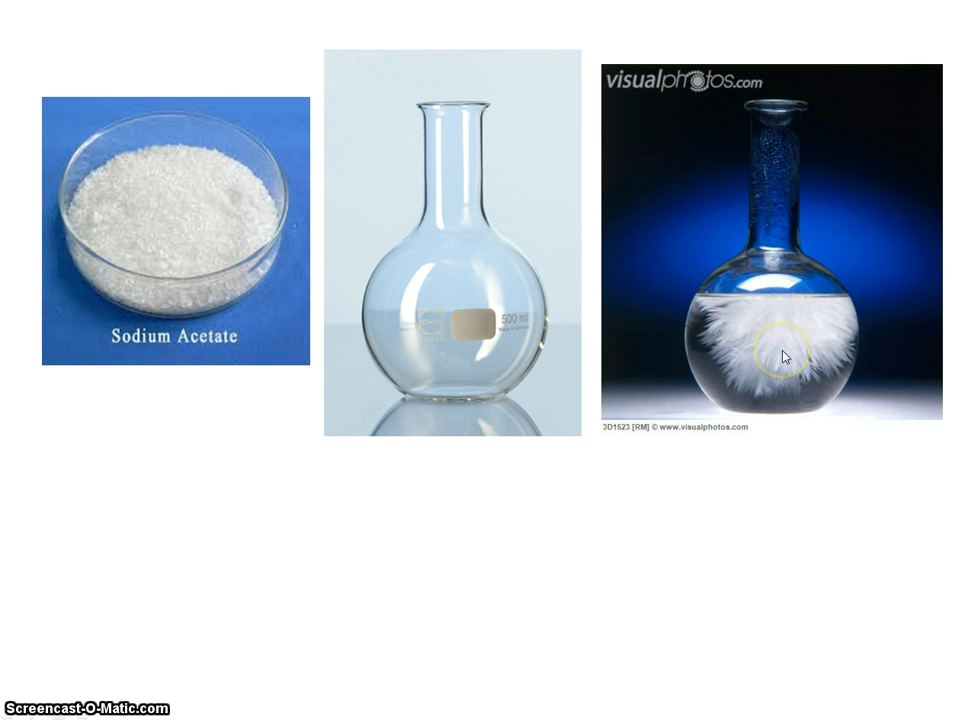 Sodium Acetate
500 ml
visualphotos.com
3D1523 [RM] © www.visualphotos.com
Screencast-O-Matic.com